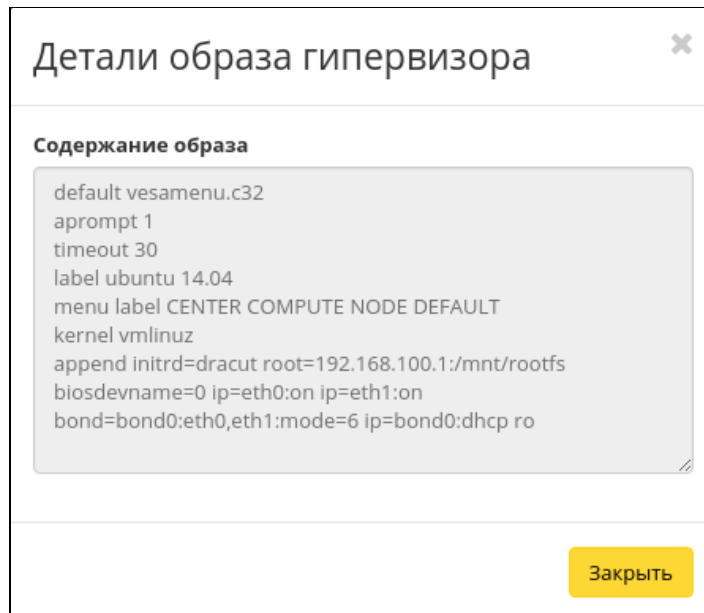 Детали образа гипервизора
Содержание образа
default vesamenu.c32
aprompt 1
timeout 30
label ubuntu 14.04
menu label CENTER COMPUTE NODE DEFAULT
kernel vmlinuz
append initrd=dracut root=192.168.100.1:/mnt/rootfs
biosdevname=0 ip=eth0:on ip=eth1:on
bond=bond0:eth0,eth1:mode=6 ip=bond0:dhcp ro
Закрыть